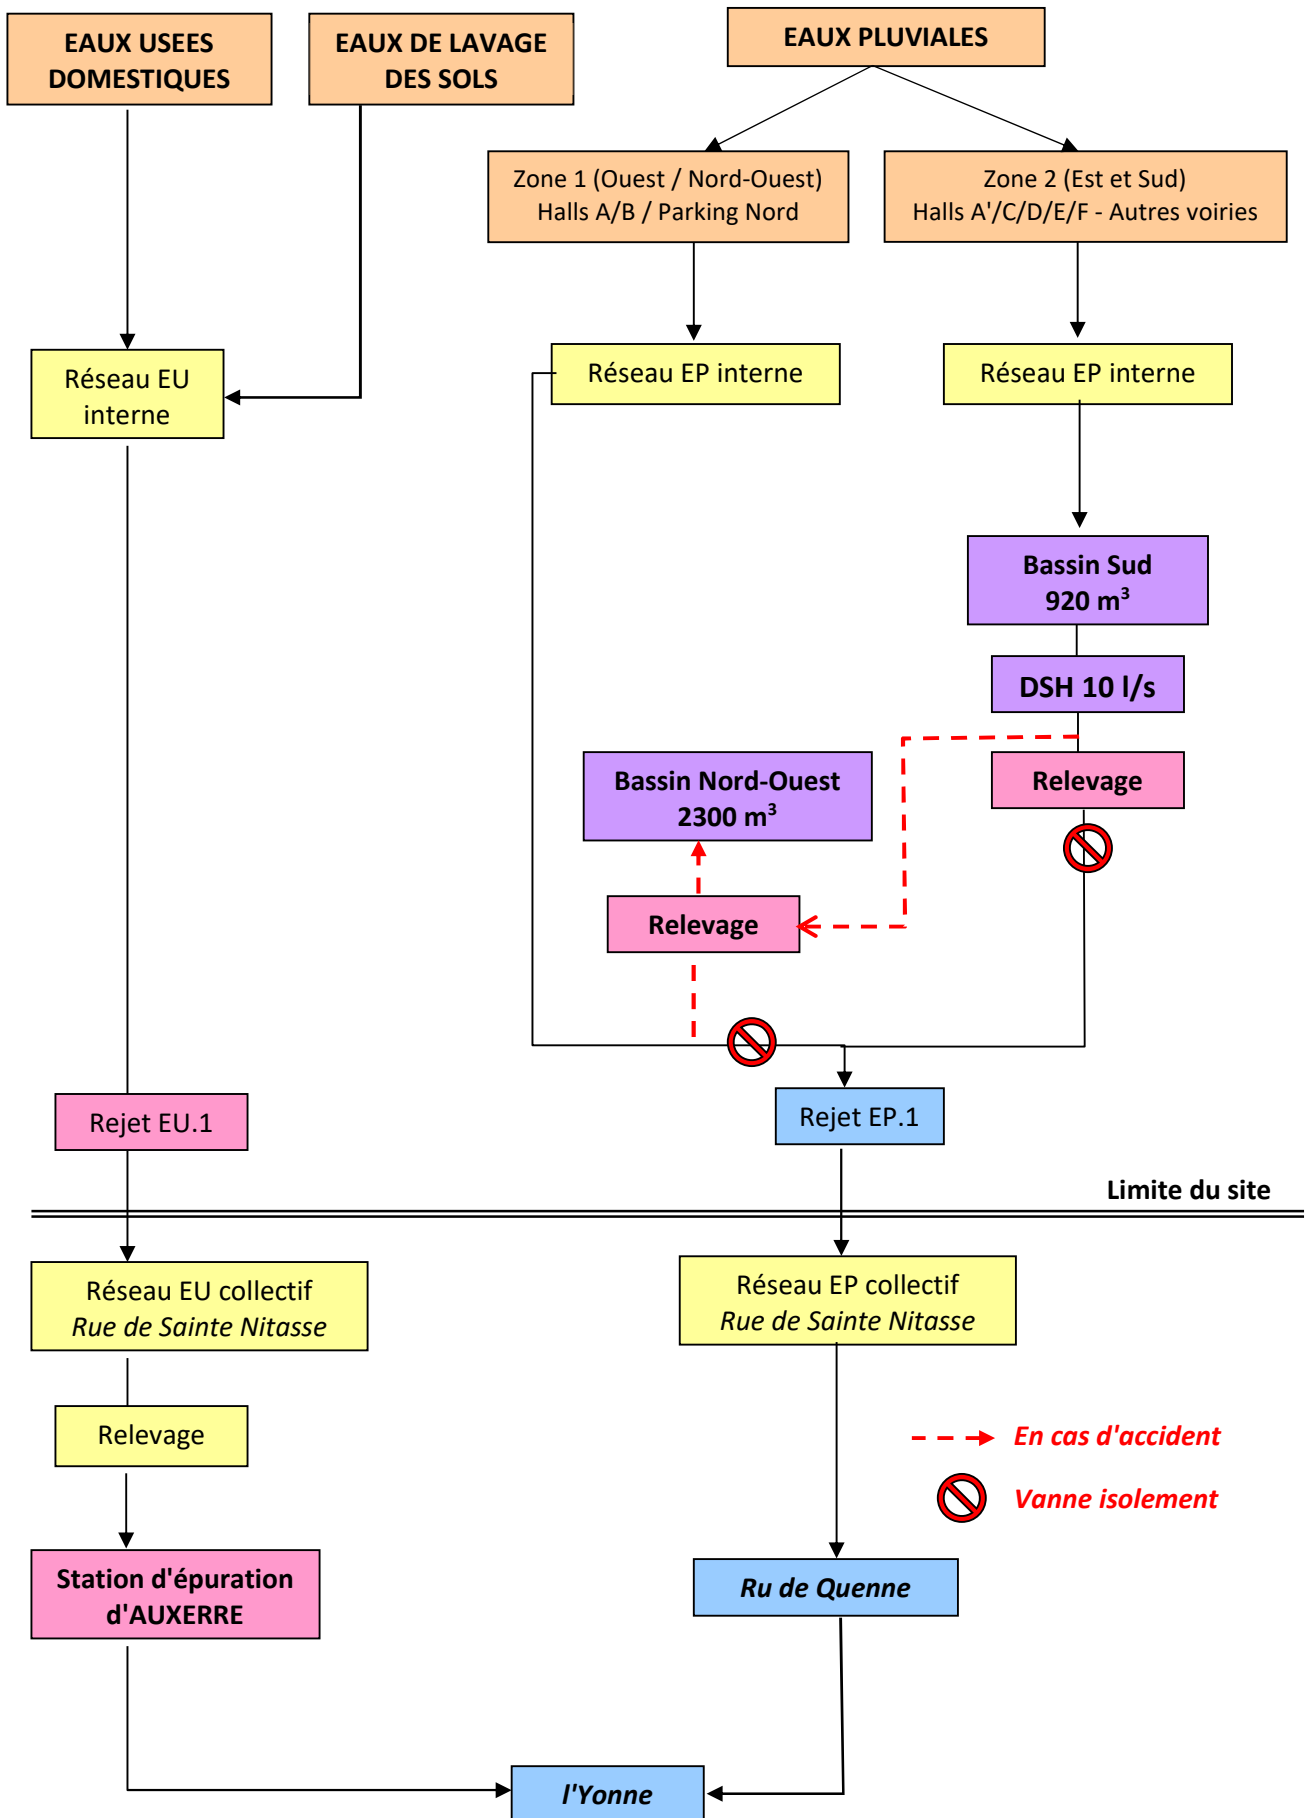 EAUX USEES
DOMESTIQUES
EAUX DE LAVAGE
DES SOLS
EAUX PLUVIALES
Zone 1 (Ouest / Nord-Ouest)
Halls A/B / Parking Nord
Zone 2 (Est et Sud)
Halls A'/C/D/E/F - Autres voiries
Réseau EU
interne
Réseau EP interne
Réseau EP interne
Bassin Sud
920 m³
DSH 10 l/s
Relevage
Bassin Nord-Ouest
2300 m³
Relevage
Rejet EU.1
Rejet EP.1
Limite du site
Réseau EU collectif
Rue de Sainte Nitasse
Réseau EP collectif
Rue de Sainte Nitasse
Relevage
En cas d'accident
Vanne isolement
Station d'épuration
d'AUXERRE
Ru de Quenne
l'Yonne